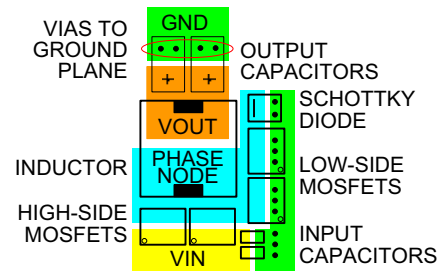 GND
VIAS TO
GROUND
PLANE
OUTPUT
CAPACITORS
VOUT
SCHOTTKY
DIODE
INDUCTOR
PHASE
NODE
LOW-SIDE
MOSFETS
HIGH-SIDE
MOSFETS
VIN
INPUT
CAPACITORS